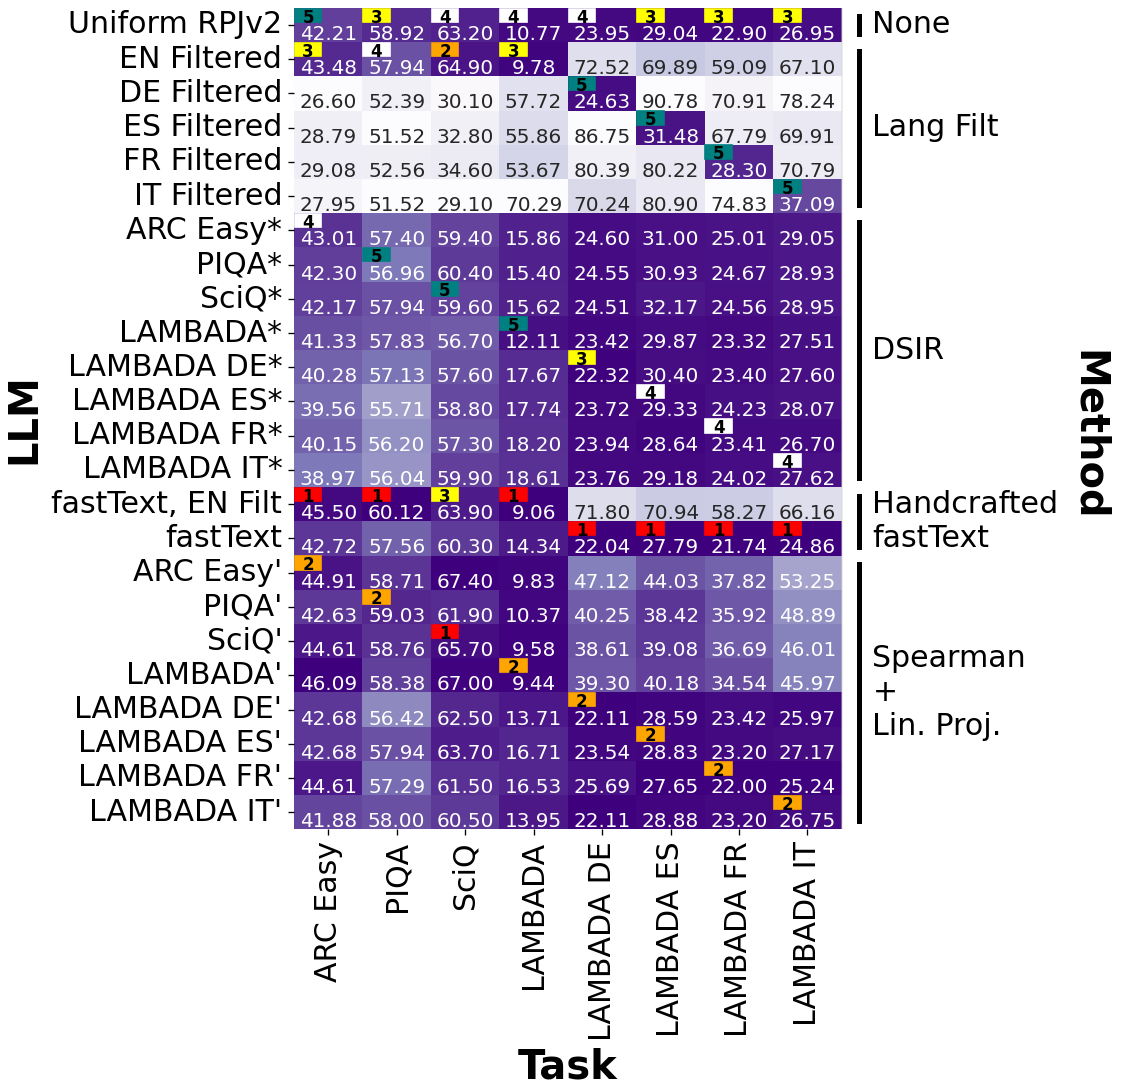 Uniform RPJv2 5 42.21 3 58.92 4 63.20 4 10.77 4 23.95 3 29.04 3 22.90 3 26.95 None
EN Filtered 3 43.48 4 57.94 2 64.90 3 9.78 72.52 69.89 59.09 67.10
DE Filtered 26.60 52.39 30.10 57.72 5 24.63 90.78 70.91 78.24
ES Filtered 28.79 51.52 32.80 55.86 86.75 5 31.48 67.79 69.91 Lang Filt
FR Filtered 29.08 52.56 34.60 53.67 80.39 80.22 5 28.30 70.79
IT Filtered 27.95 51.52 29.10 70.29 70.24 80.90 74.83 5 37.09
ARC Easy* 4 43.01 57.40 59.40 15.86 24.60 31.00 25.01 29.05
PIQA* 42.30 5 56.96 60.40 15.40 24.55 30.93 24.67 28.93
SciQ* 42.17 57.94 5 59.60 15.62 24.51 32.17 24.56 28.95
LAMBADA* 41.33 57.83 56.70 5 12.11 23.42 29.87 23.32 27.51 DSIR
LAMBADA DE* 40.28 57.13 57.60 17.67 3 22.32 30.40 23.40 27.60
LAMBADA ES* 39.56 55.71 58.80 17.74 23.72 4 29.33 24.23 28.07
LAMBADA FR* 40.15 56.20 57.30 18.20 23.94 28.64 4 23.41 26.70
LAMBADA IT* 38.97 56.04 59.90 18.61 23.76 29.18 24.02 4 27.62
fastText, EN Filt 1 45.50 1 60.12 3 63.90 1 9.06 71.80 70.94 58.27 66.16 Handcrafted
fastText 42.72 57.56 60.30 14.34 1 22.04 1 27.79 1 21.74 1 24.86 fastText
ARC Easy' 2 44.91 58.71 67.40 9.83 47.12 44.03 37.82 53.25
PIQA' 42.63 2 59.03 61.90 10.37 40.25 38.42 35.92 48.89
SciQ' 44.61 58.76 1 65.70 9.58 38.61 39.08 36.69 46.01 Spearman
LAMBADA' 46.09 58.38 67.00 2 9.44 39.30 40.18 34.54 45.97 +
LAMBADA DE' 42.68 56.42 62.50 13.71 2 22.11 28.59 23.42 25.97 Lin. Proj.
LAMBADA ES' 42.68 57.94 63.70 16.71 23.54 2 28.83 23.20 27.17
LAMBADA FR' 44.61 57.29 61.50 16.53 25.69 27.65 2 22.00 25.24
LAMBADA IT' 41.88 58.00 60.50 13.95 22.11 28.88 23.20 2 26.75
LLM
Method
ARC Easy
PIQA
SciQ
LAMBADA
LAMBADA DE
LAMBADA ES
LAMBADA FR
LAMBADA IT
Task